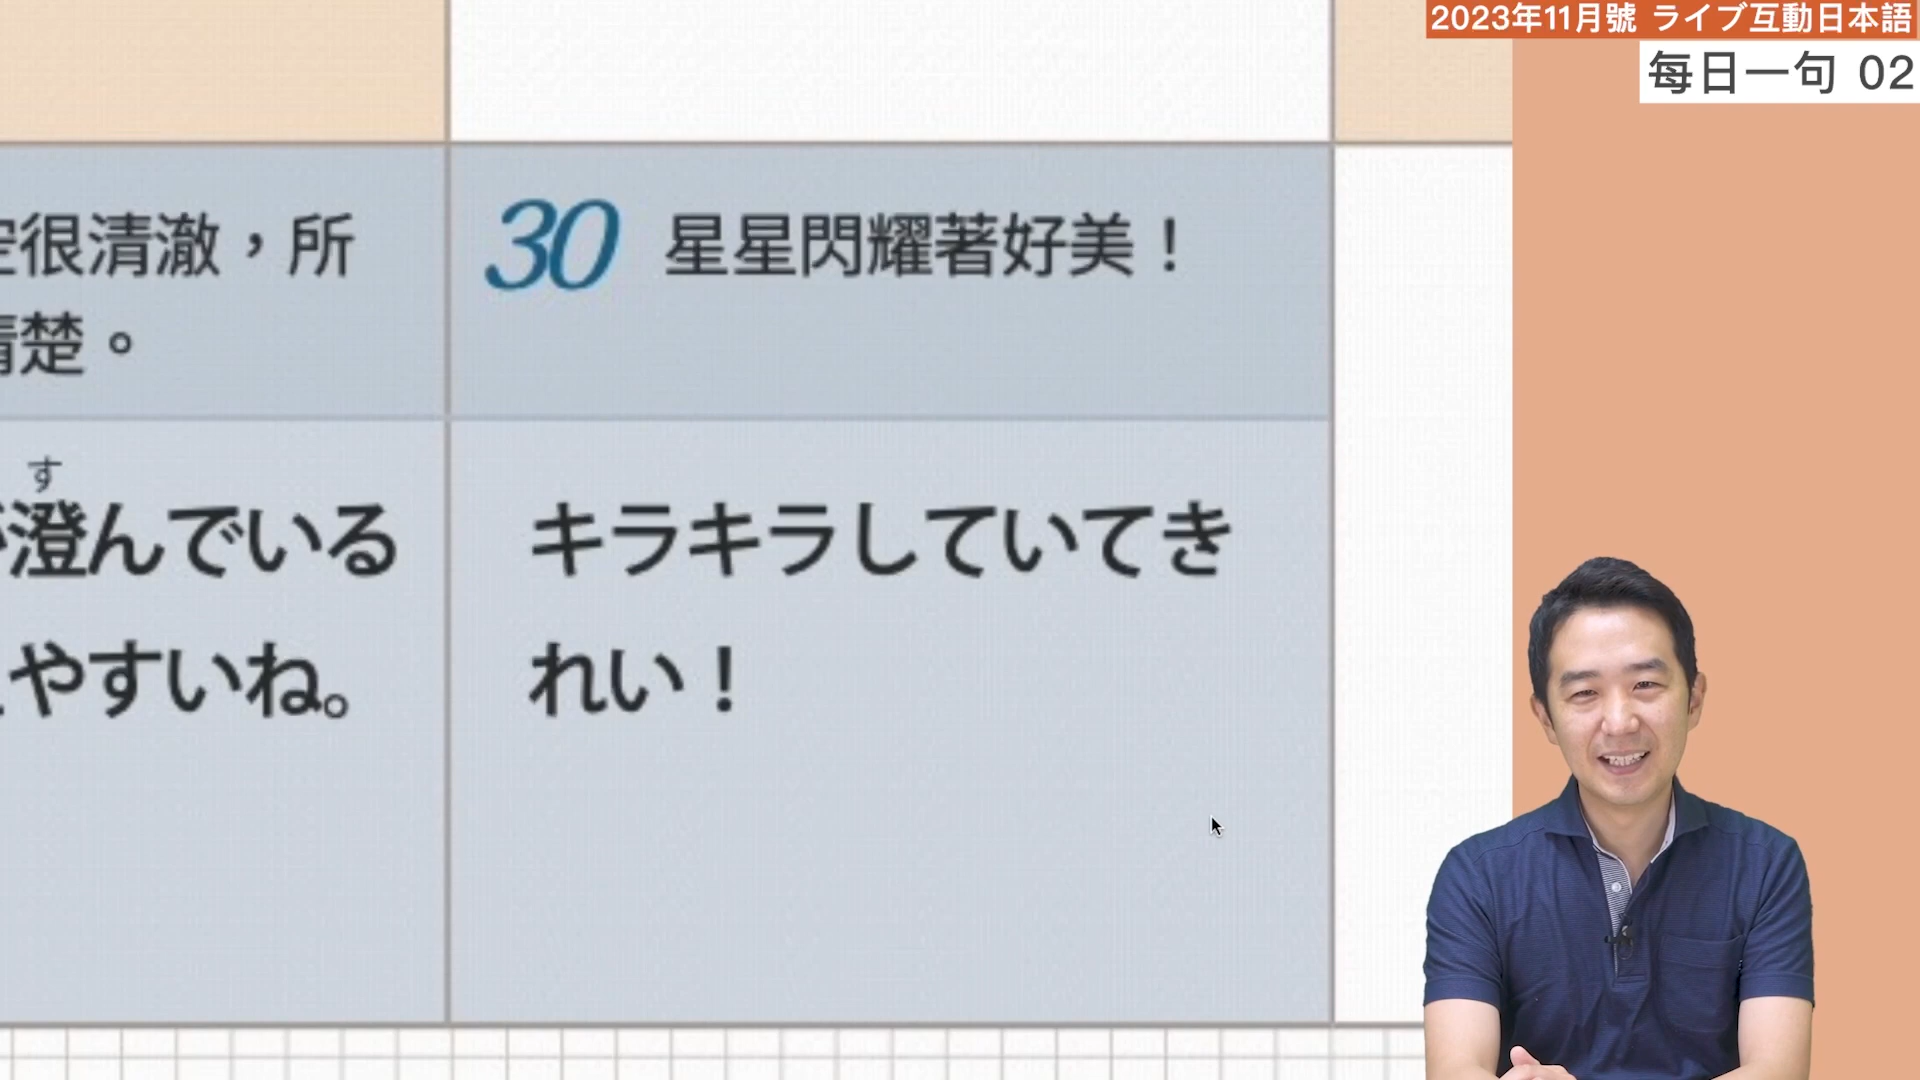 2023年11月號 ライブ互動日本語
每日一句 02
很清澈，所
清楚。
す
澄んでいる
やすいね。
30 星星閃耀著好美！
キラキラしていてき
れい！